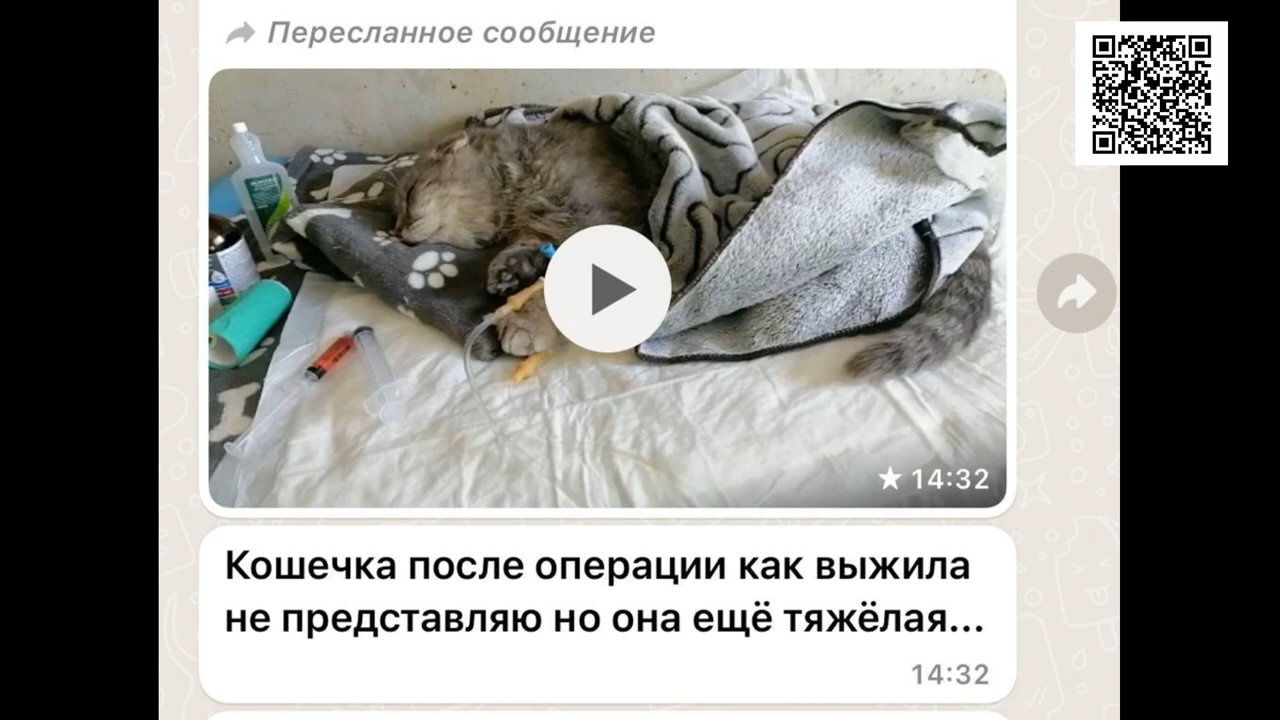 Пересланное сообщение
14:32
Кошечка после операции как выжила
не представляю но она ещё тяжёлая...
14:32